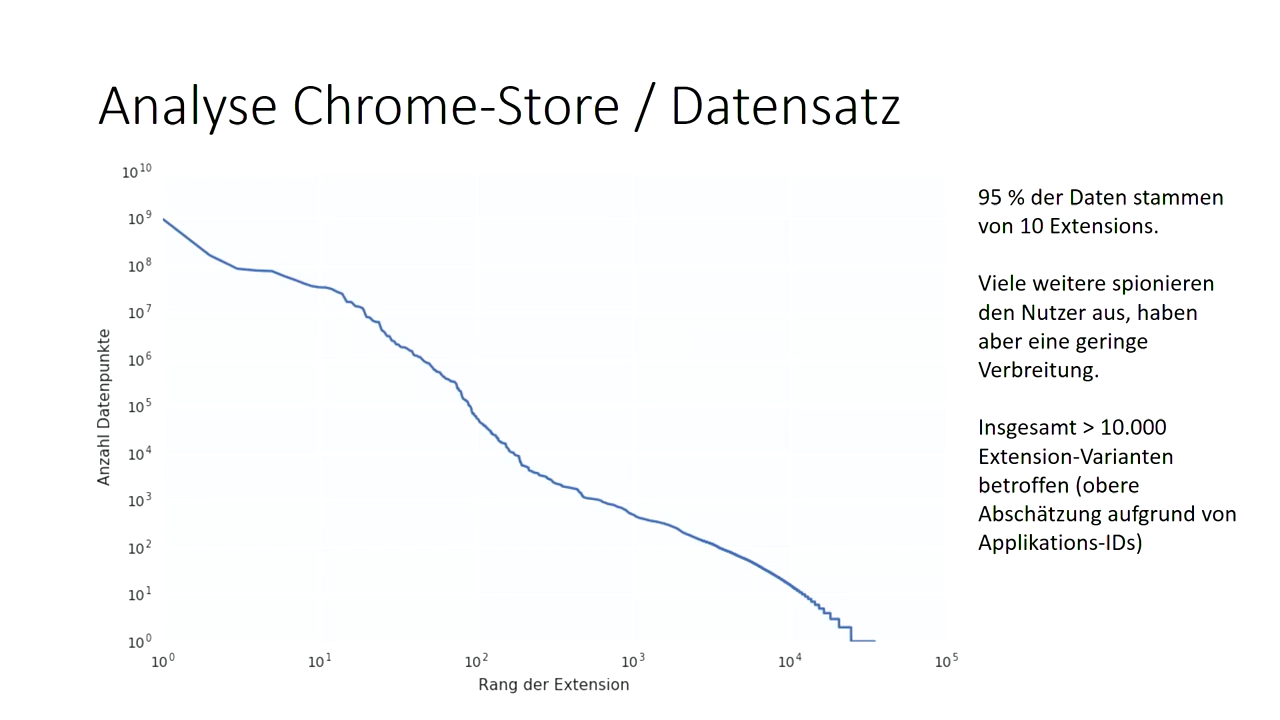 Analyse Chrome-Store / Datensatz
10^10
10^9
10^8
10^7
10^6
10^5
10^4
10^3
10^2
10^1
10^0
Anzahl Datenpunkte
10^0 10^1 10^2 10^3 10^4 10^5
Rang der Extension
95 % der Daten stammen
von 10 Extensions.
Viele weitere spionieren
den Nutzer aus, haben
aber eine geringe
Verbreitung.
Insgesamt > 10.000
Extension-Varianten
betroffen (obere
Abschätzung aufgrund von
Applikations-IDs)